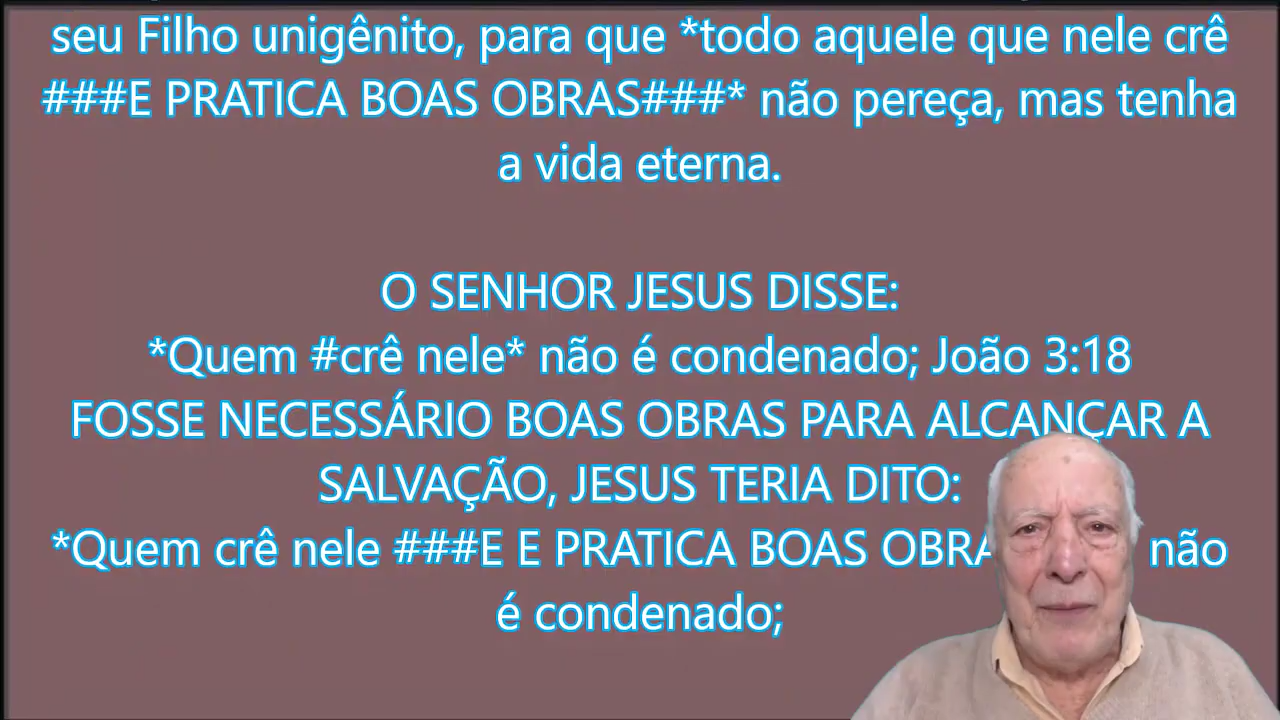 seu Filho unigênito, para que *todo aquele que nele crê
###E PRATICA BOAS OBRAS###* não pereça, mas tenha
a vida eterna.
O SENHOR JESUS DISSE:
*Quem #crê nele* não é condenado; João 3:18
FOSSE NECESSÁRIO BOAS OBRAS PARA ALCANÇAR A
SALVAÇÃO, JESUS TERIA DITO:
*Quem crê nele ###E E PRATICA BOAS OBRA não
é condenado;